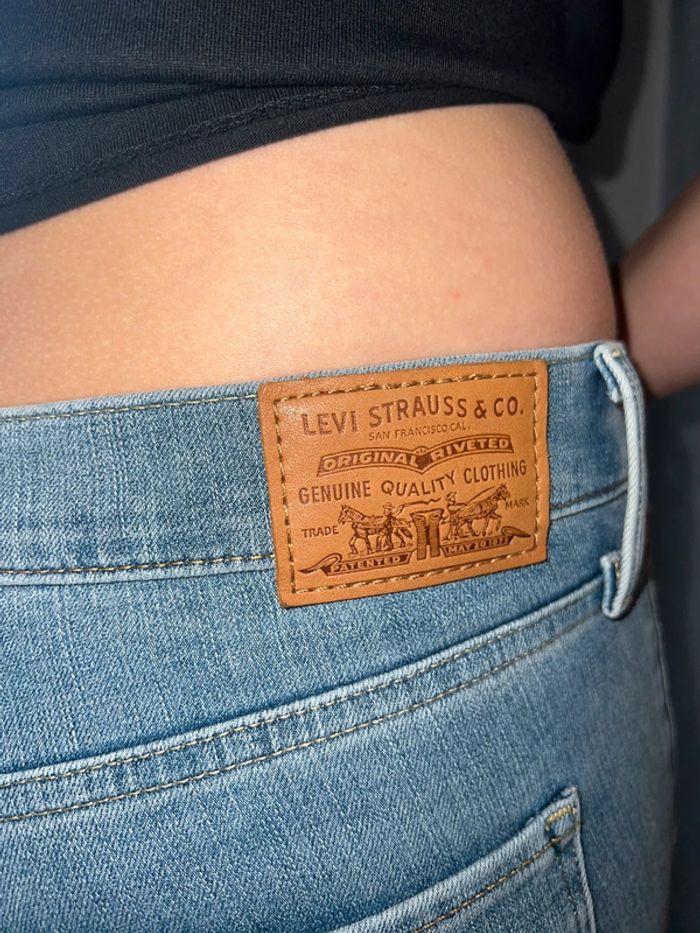 LEVI STRAUSS & CO.
SAN FRANCISCO CAL.
ORIGINAL RIVETED
GENUINE QUALITY CLOTHING
TRADE MARK
PATENTED MAY 20 1873